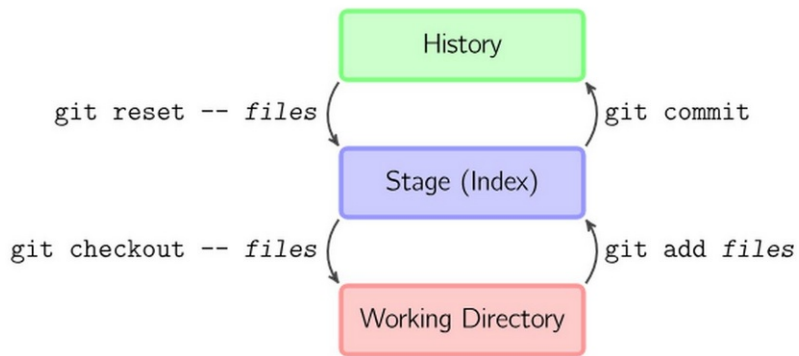 History
git reset -- files
git commit
Stage (Index)
git checkout -- files
git add files
Working Directory